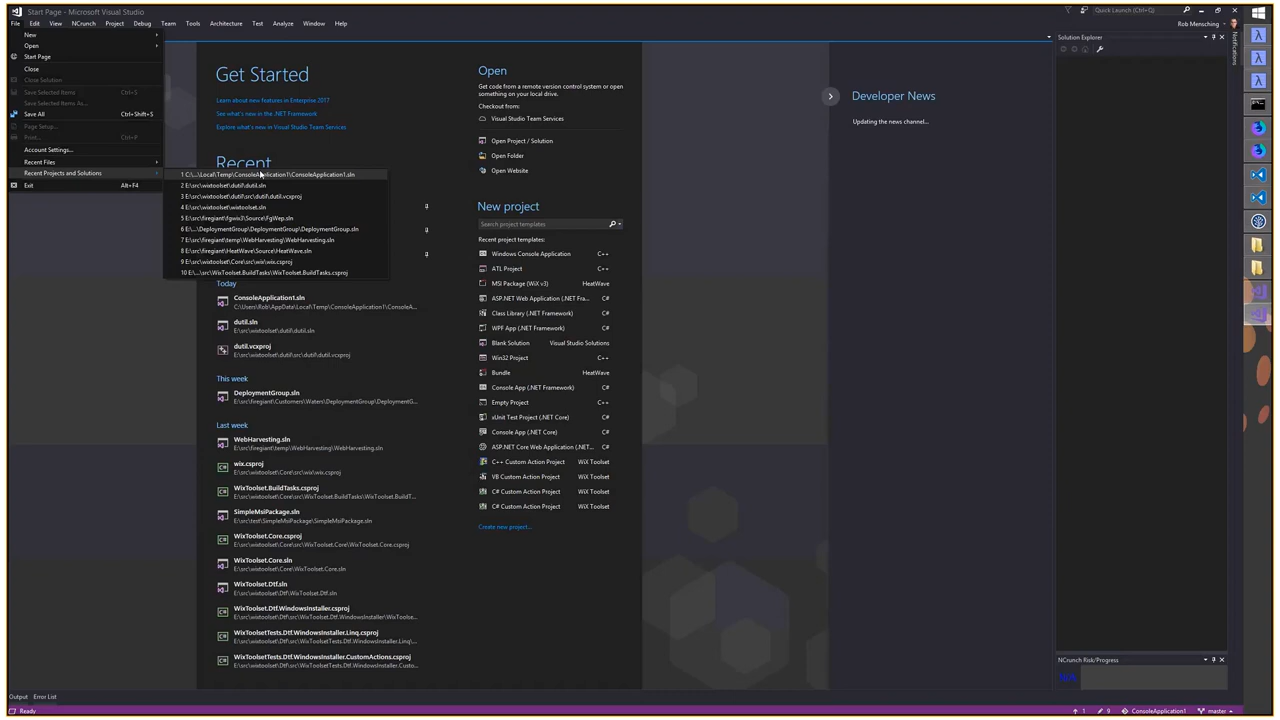 Start Page - Microsoft Visual Studio
Quick Launch (Ctrl+Q)
File Edit View NCrunch Project Debug Team Tools Architecture Test Analyze Window Help
Rob Mensching
New
Open
Start Page
Close
Close Solution
Save Selected Items Ctrl+S
Save Selected Items As...
Save All Ctrl+Shift+S
Page Setup...
Print... Ctrl+P
Account Settings...
Recent Files
Recent Projects and Solutions
Exit Alt+F4
1 C:\...\Local\Temp\ConsoleApplication1\ConsoleApplication1.sln
2 E:\src\wixtoolset\dutil\dutil.sln
3 E:\src\wixtoolset\dutil\src\dutil\dutil.vcxproj
4 E:\src\wixtoolset\wixtoolset.sln
5 E:\src\firegiant\fgwix3\Source\FgWep.sln
6 E:\...\DeploymentGroup\DeploymentGroup\DeploymentGroup.sln
7 E:\src\firegiant\temp\WebHarvesting\WebHarvesting.sln
8 E:\src\firegiant\HeatWave\Source\HeatWave.sln
9 E:\src\wixtoolset\Core\src\wix\wix.csproj
10 E:\...\src\WixToolset.BuildTasks\WixToolset.BuildTasks.csproj
Get Started
Learn about new features in Enterprise 2017
See what's new in the .NET Framework
Explore what's new in Visual Studio Team Services
Recent
Today
ConsoleApplication1.sln
C:\Users\Rob\AppData\Local\Temp\ConsoleApplication1\ConsoleA...
dutil.sln
E:\src\wixtoolset\dutil\dutil.sln
dutil.vcxproj
E:\src\wixtoolset\dutil\src\dutil\dutil.vcxproj
This week
DeploymentGroup.sln
E:\src\firegiant\Customers\Waters\DeploymentGroup\DeploymentG...
Last week
WebHarvesting.sln
E:\src\firegiant\temp\WebHarvesting\WebHarvesting.sln
wix.csproj
E:\src\wixtoolset\Core\src\wix\wix.csproj
WixToolset.BuildTasks.csproj
E:\src\wixtoolset\Core\src\WixToolset.BuildTasks\WixToolset.BuildT...
SimpleMsiPackage.sln
E:\src\test\SimpleMsiPackage\SimpleMsiPackage.sln
WixToolset.Core.csproj
E:\src\wixtoolset\Core\src\WixToolset.Core\WixToolset.Core.csproj
WixToolset.Core.sln
E:\src\wixtoolset\Core\WixToolset.Core.sln
WixToolset.Dtf.sln
E:\src\wixtoolset\Dtf\WixToolset.Dtf.sln
WixToolset.Dtf.WindowsInstaller.csproj
E:\src\wixtoolset\Dtf\src\WixToolset.Dtf.WindowsInstaller\WixToolse...
WixToolsetTests.Dtf.WindowsInstaller.Linq.csproj
E:\src\wixtoolset\Dtf\src\WixToolsetTests.Dtf.WindowsInstaller.Linq\...
WixToolsetTests.Dtf.WindowsInstaller.CustomActions.csproj
E:\src\wixtoolset\Dtf\src\WixToolsetTests.Dtf.WindowsInstaller.Custo...
Open
Get code from a remote version control system or open
something on your local drive.
Checkout from:
Visual Studio Team Services
Open Project / Solution
Open Folder
Open Website
New project
Search project templates
Recent project templates:
Windows Console Application C++
ATL Project C++
MSI Package (WiX v3) HeatWave
ASP.NET Web Application (.NET Fra... C#
Class Library (.NET Framework) C#
WPF App (.NET Framework) C#
Blank Solution Visual Studio Solutions
Win32 Project C++
Bundle HeatWave
Console App (.NET Framework) C#
Empty Project C++
xUnit Test Project (.NET Core) C#
Console App (.NET Core) C#
ASP.NET Core Web Application (.NET... C#
C++ Custom Action Project WiX Toolset
VB Custom Action Project WiX Toolset
C# Custom Action Project WiX Toolset
C# Custom Action Project WiX Toolset
Create new project...
Developer News
Updating the news channel...
Solution Explorer
Notifications
NCrunch Risk/Progress
Output Error List
Ready
1 9 ConsoleApplication1 master